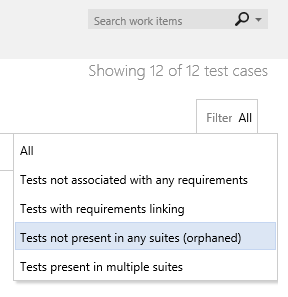 Search work items
Showing 12 of 12 test cases
Filter All
All
Tests not associated with any requirements
Tests with requirements linking
Tests not present in any suites (orphaned)
Tests present in multiple suites